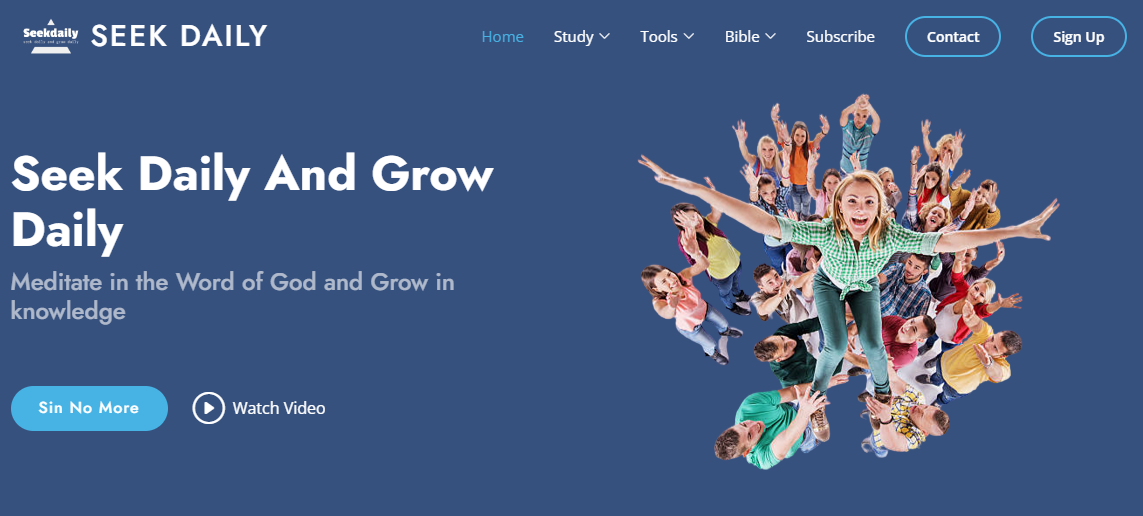 Seekdaily
seek daily and grow daily
SEEK DAILY
Home Study Tools Bible Subscribe Contact Sign Up
Seek Daily And Grow
Daily
Meditate in the Word of God and Grow in
knowledge
Sin No More Watch Video